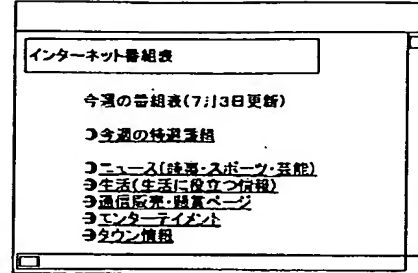 インターネット番組表
今週の番組表(7月3日更新)
今週の特選番組
ニュース(時事・スポーツ・芸能)
生活(生活に役立つ情報)
通信販売・懸賞ページ
エンターテイメント
タウン情報